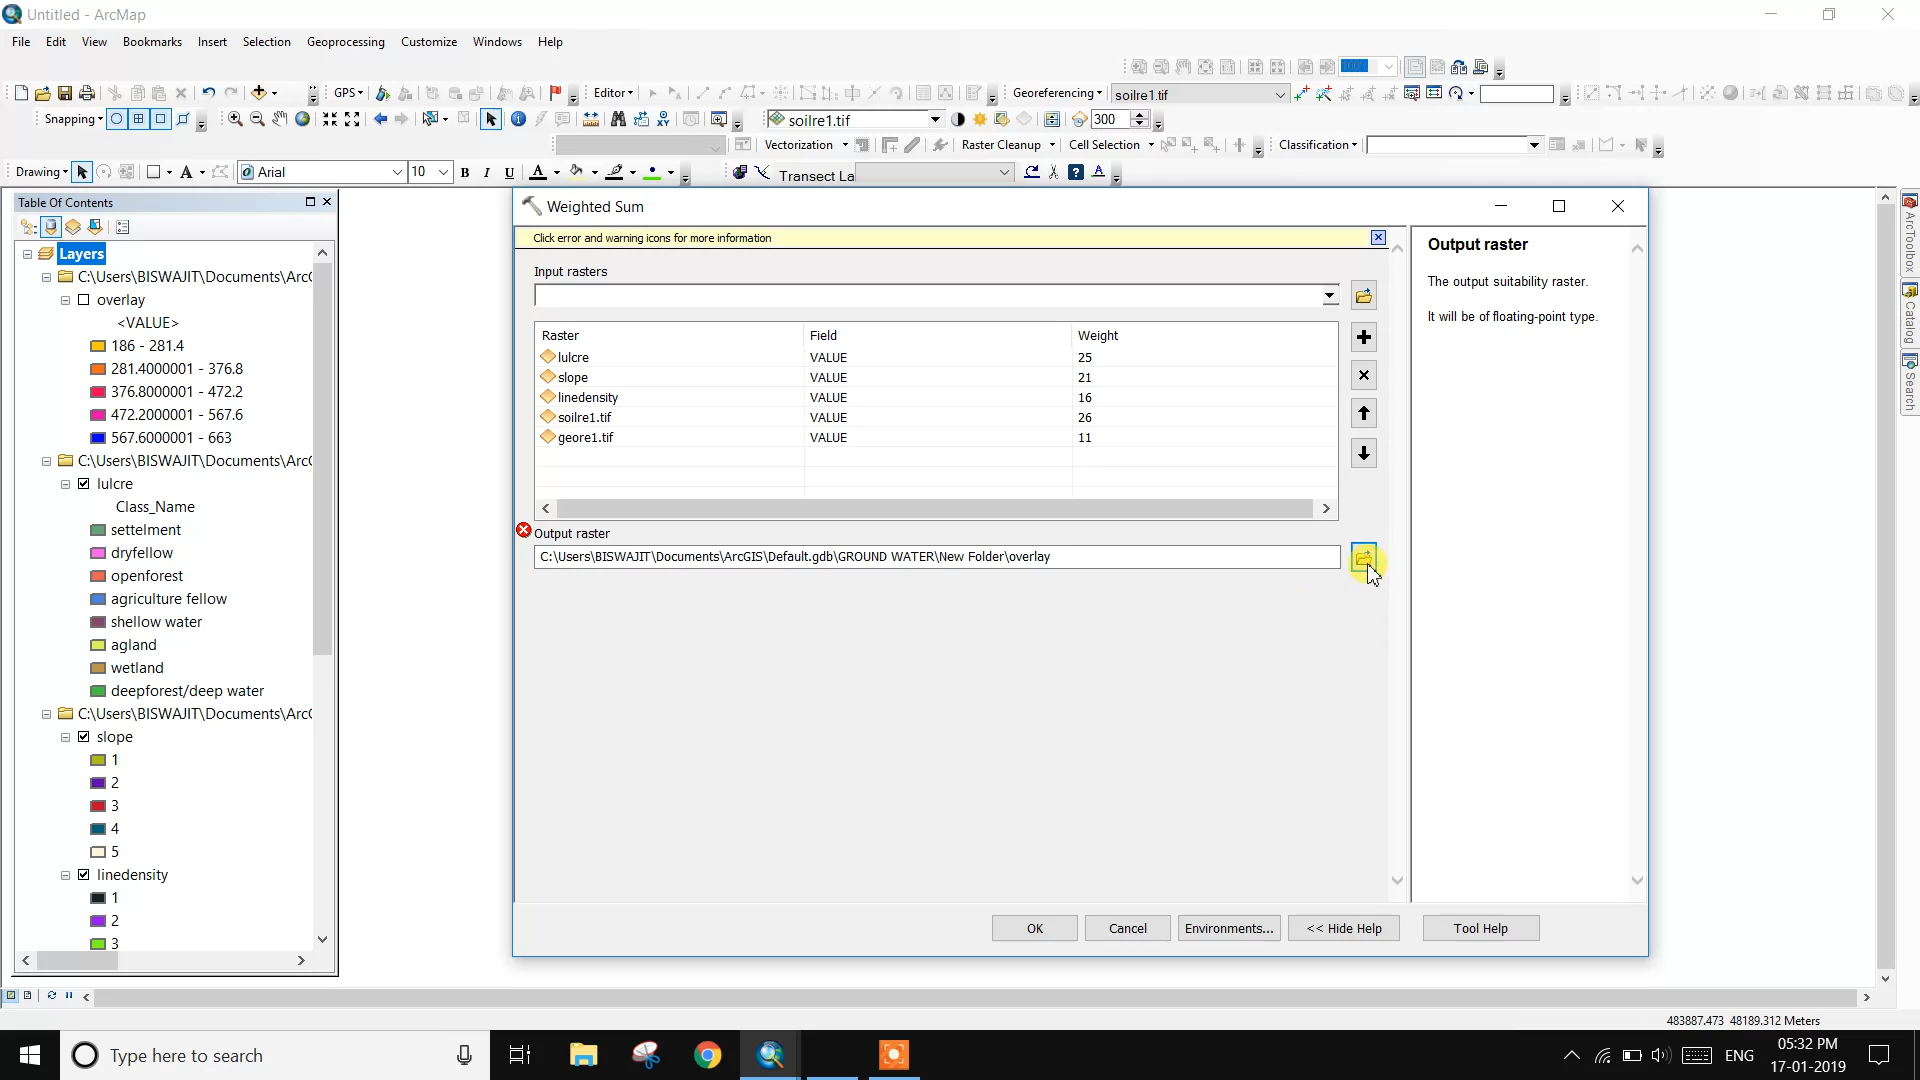 Untitled - ArcMap
File Edit View Bookmarks Insert Selection Geoprocessing Customize Windows Help
100%
GPS Editor Georeferencing soilre1.tif
Snapping soilre1.tif 300
Vectorization Raster Cleanup Cell Selection Classification
Drawing Arial 10 B I U A Transect La
Table Of Contents
Layers
C:\Users\BISWAJIT\Documents\Arc
overlay
<VALUE>
186 - 281.4
281.4000001 - 376.8
376.8000001 - 472.2
472.2000001 - 567.6
567.6000001 - 663
C:\Users\BISWAJIT\Documents\Arc
lulcre
Class_Name
settelment
dryfellow
openforest
agriculture fellow
shellow water
agland
wetland
deepforest/deep water
C:\Users\BISWAJIT\Documents\Arc
slope
1
2
3
4
5
linedensity
1
2
3
Weighted Sum
Click error and warning icons for more information
Input rasters
Raster Field Weight
lulcre VALUE 25
slope VALUE 21
linedensity VALUE 16
soilre1.tif VALUE 26
geore1.tif VALUE 11
Output raster
C:\Users\BISWAJIT\Documents\ArcGIS\Default.gdb\GROUND WATER\New Folder\overlay
OK Cancel Environments... << Hide Help Tool Help
Output raster
The output suitability raster.
It will be of floating-point type.
ArcToolbox
Catalog
Search
483887.473 48189.312 Meters
Type here to search
ENG
05:32 PM
17-01-2019